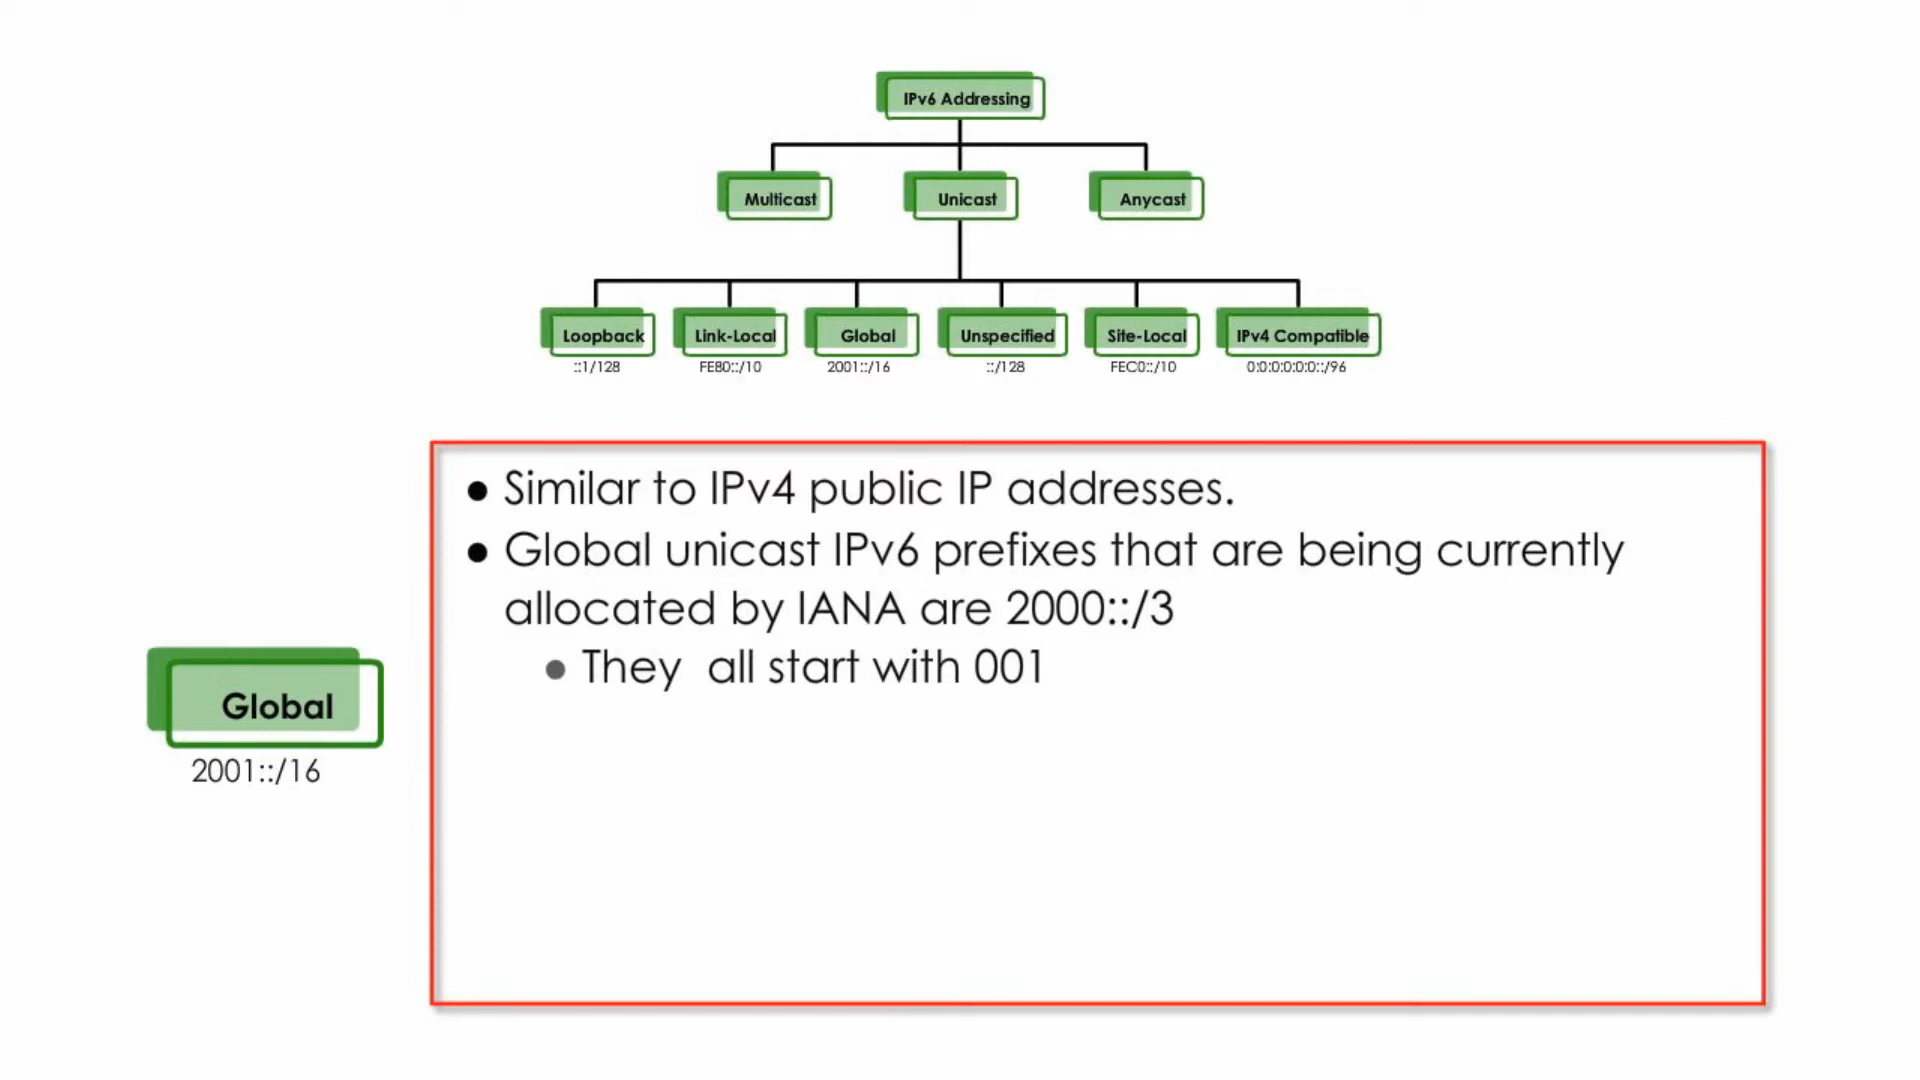 IPv6 Addressing
Multicast
Unicast
Anycast
Loopback
Link-Local
Global
Unspecified
Site-Local
IPv4 Compatible
::1/128
FE80::/10
2001::/16
::/128
FEC0::/10
0:0:0:0:0:0::/96
• Similar to IPv4 public IP addresses.
• Global unicast IPv6 prefixes that are being currently
allocated by IANA are 2000::/3
• They all start with 001
Global
2001::/16